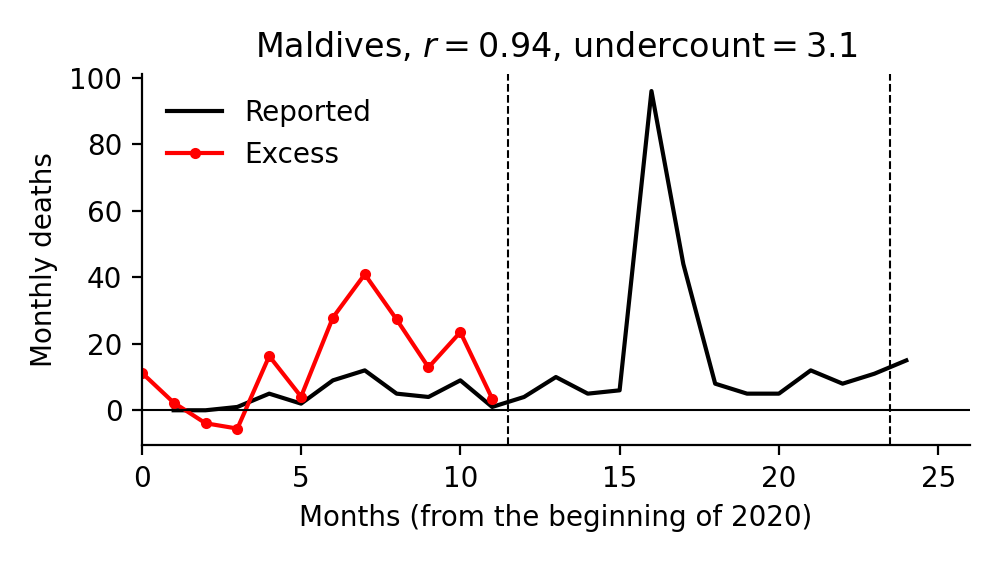 Maldives, r = 0.94, undercount = 3.1
100
80
60
40
20
0
Monthly deaths
Reported
Excess
0 5 10 15 20 25
Months (from the beginning of 2020)